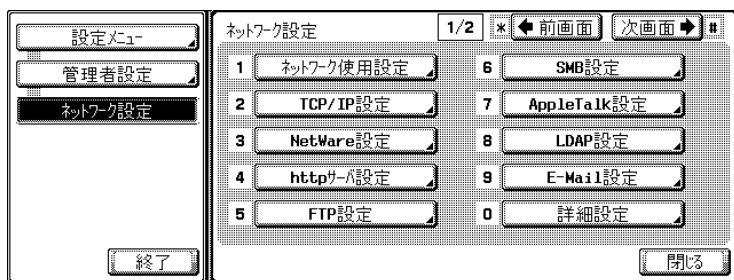 設定メニュー
管理者設定
ネットワーク設定
終了
ネットワーク設定 1/2 * 前画面 次画面 #
1 ネットワーク使用設定
2 TCP/IP設定
3 NetWare設定
4 httpサーバ設定
5 FTP設定
6 SMB設定
7 AppleTalk設定
8 LDAP設定
9 E-Mail設定
0 詳細設定
閉じる